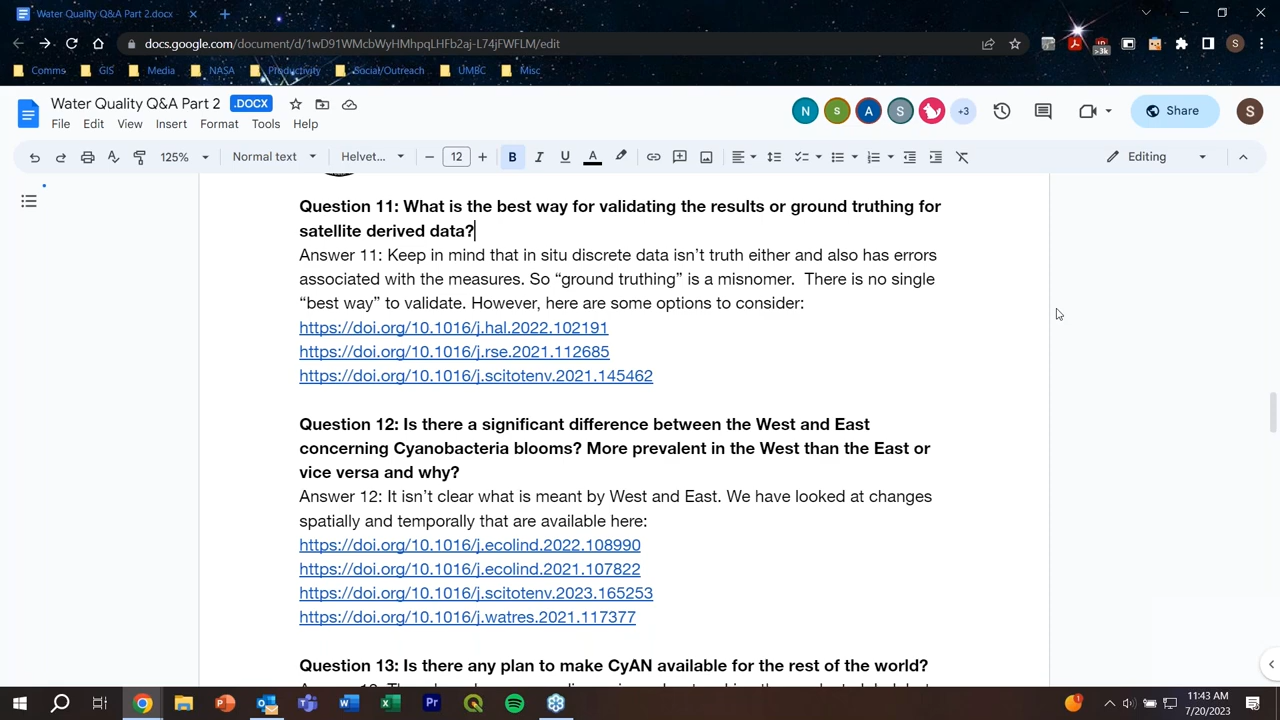 Water Quality Q&A Part 2.docx
docs.google.com/document/d/1wD91WMcbWyHMhpqLHFb2aj-L74jFWFLM/edit
>3k
S
Comms GIS Media NASA Productivity Social/Outreach UMBC Misc
Water Quality Q&A Part 2 .DOCX
N S A S +3 Share S
File Edit View Insert Format Tools Help
125% Normal text Helvet... 12 B I U A Editing
Question 11: What is the best way for validating the results or ground truthing for
satellite derived data?
Answer 11: Keep in mind that in situ discrete data isn’t truth either and also has errors
associated with the measures. So “ground truthing” is a misnomer. There is no single
“best way” to validate. However, here are some options to consider:
https://doi.org/10.1016/j.hal.2022.102191
https://doi.org/10.1016/j.rse.2021.112685
https://doi.org/10.1016/j.scitotenv.2021.145462
Question 12: Is there a significant difference between the West and East
concerning Cyanobacteria blooms? More prevalent in the West than the East or
vice versa and why?
Answer 12: It isn’t clear what is meant by West and East. We have looked at changes
spatially and temporally that are available here:
https://doi.org/10.1016/j.ecolind.2022.108990
https://doi.org/10.1016/j.ecolind.2021.107822
https://doi.org/10.1016/j.scitotenv.2023.165253
https://doi.org/10.1016/j.watres.2021.117377
Question 13: Is there any plan to make CyAN available for the rest of the world?
11:43 AM
7/20/2023